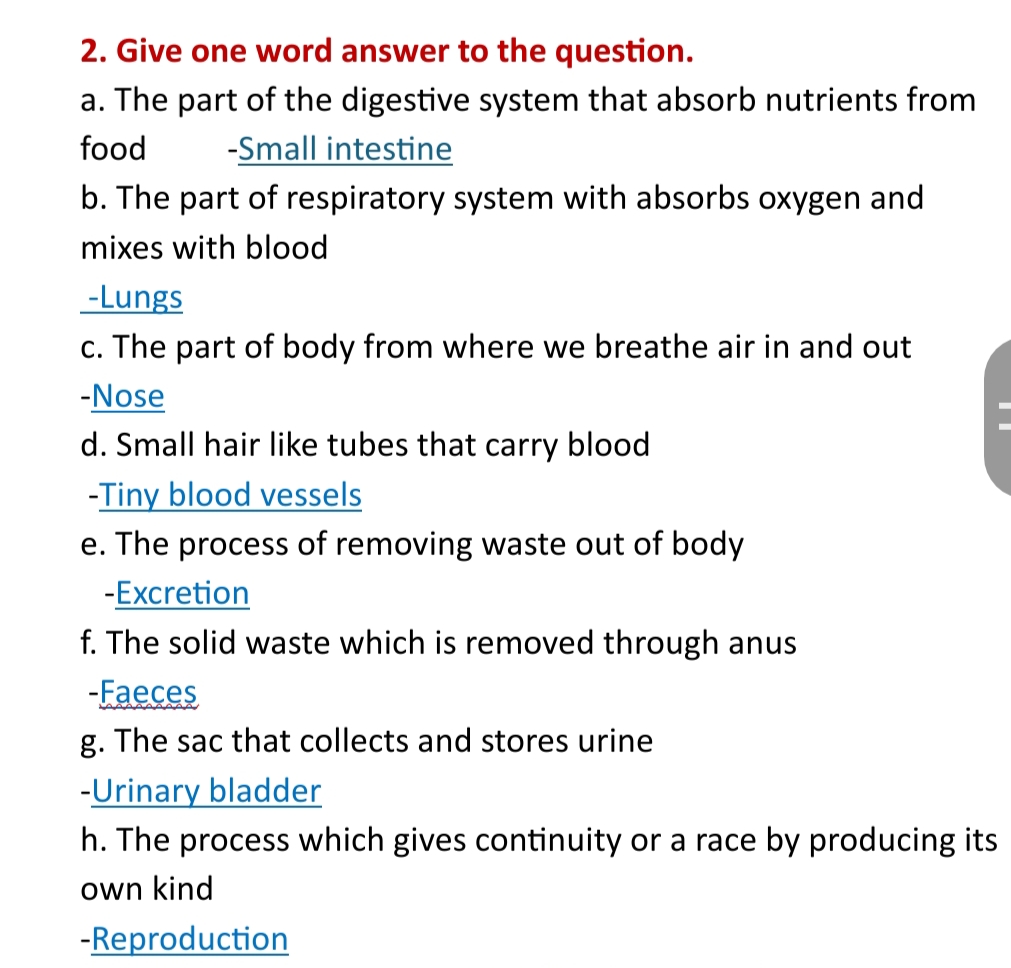 2. Give one word answer to the question.
a. The part of the digestive system that absorb nutrients from
food -Small intestine
b. The part of respiratory system with absorbs oxygen and
mixes with blood
-Lungs
c. The part of body from where we breathe air in and out
-Nose
d. Small hair like tubes that carry blood
-Tiny blood vessels
e. The process of removing waste out of body
-Excretion
f. The solid waste which is removed through anus
-Faeces
g. The sac that collects and stores urine
-Urinary bladder
h. The process which gives continuity or a race by producing its
own kind
-Reproduction